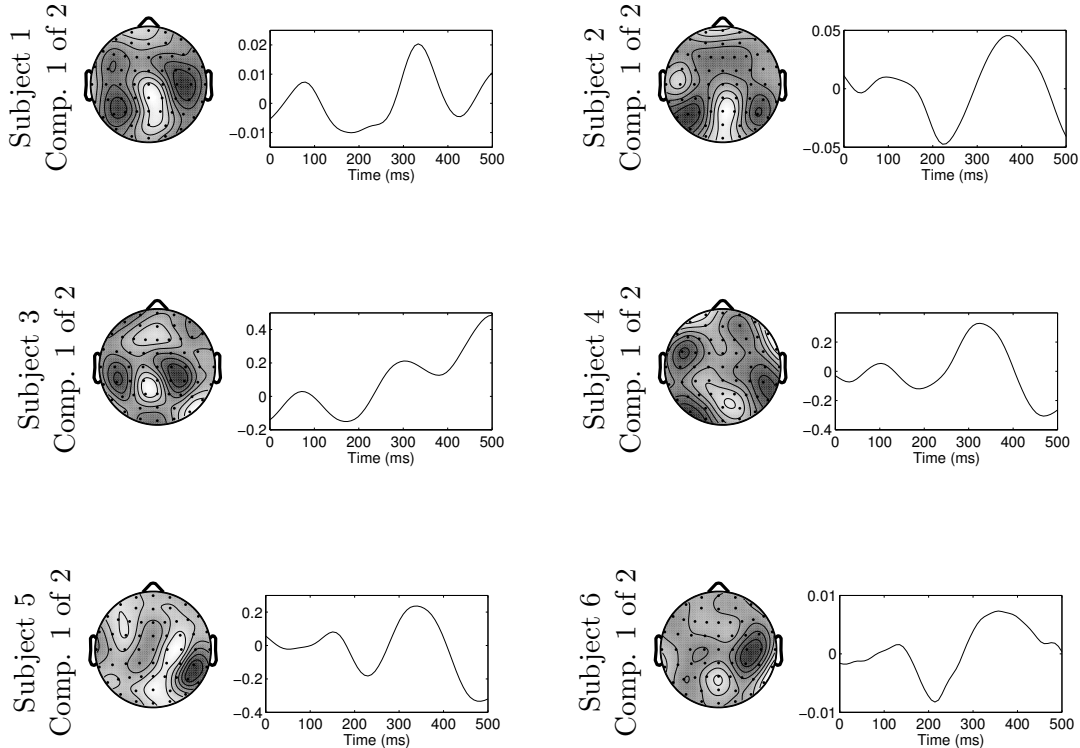 Subject 1
Comp. 1 of 2
0.02
0.01
0
−0.01
0 100 200 300 400 500
Time (ms)
Subject 2
Comp. 1 of 2
0.05
0
−0.05
0 100 200 300 400 500
Time (ms)
Subject 3
Comp. 1 of 2
0.4
0.2
0
−0.2
0 100 200 300 400 500
Time (ms)
Subject 4
Comp. 1 of 2
0.2
0
−0.2
−0.4
0 100 200 300 400 500
Time (ms)
Subject 5
Comp. 1 of 2
0.2
0
−0.2
−0.4
0 100 200 300 400 500
Time (ms)
Subject 6
Comp. 1 of 2
0.01
0
−0.01
0 100 200 300 400 500
Time (ms)